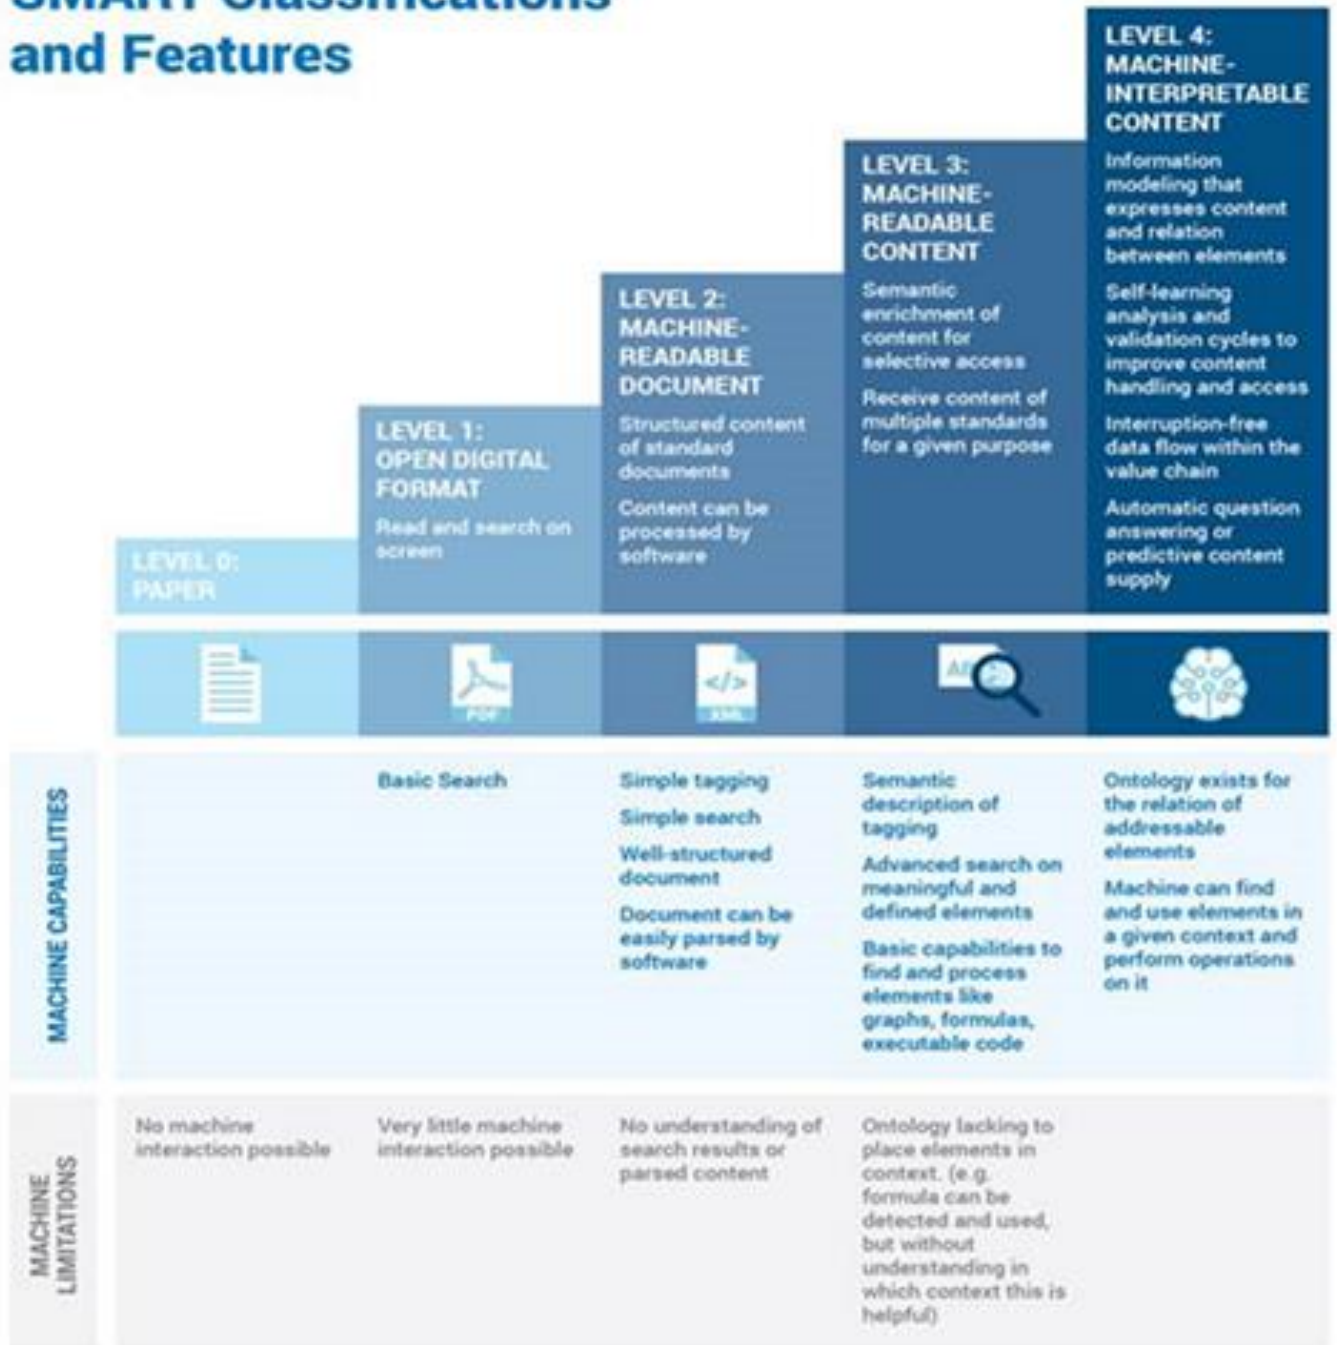 SMART Classifications
and Features
LEVEL 0:
PAPER
LEVEL 1:
OPEN DIGITAL
FORMAT
Read and search on
screen
LEVEL 2:
MACHINE-
READABLE
DOCUMENT
Structured content
of standard
documents
Content can be
processed by
software
LEVEL 3:
MACHINE-
READABLE
CONTENT
Semantic
enrichment of
content for
selective access
Receive content of
multiple standards
for a given purpose
LEVEL 4:
MACHINE-
INTERPRETABLE
CONTENT
Information
modeling that
expresses content
and relation
between elements
Self-learning
analysis and
validation cycles to
improve content
handling and access
Interruption-free
data flow within the
value chain
Automatic question
answering or
predictive content
supply
PDF
</>
XML
MACHINE CAPABILITIES
Basic Search
Simple tagging
Simple search
Well-structured
document
Document can be
easily parsed by
software
Semantic
description of
tagging
Advanced search on
meaningful and
defined elements
Basic capabilities to
find and process
elements like
graphs, formulas,
executable code
Ontology exists for
the relation of
addressable
elements
Machine can find
and use elements in
a given context and
perform operations
on it
MACHINE
LIMITATIONS
No machine
interaction possible
Very little machine
interaction possible
No understanding of
search results or
parsed content
Ontology lacking to
place elements in
context. (e.g.
formula can be
detected and used,
but without
understanding in
which context this is
helpful)